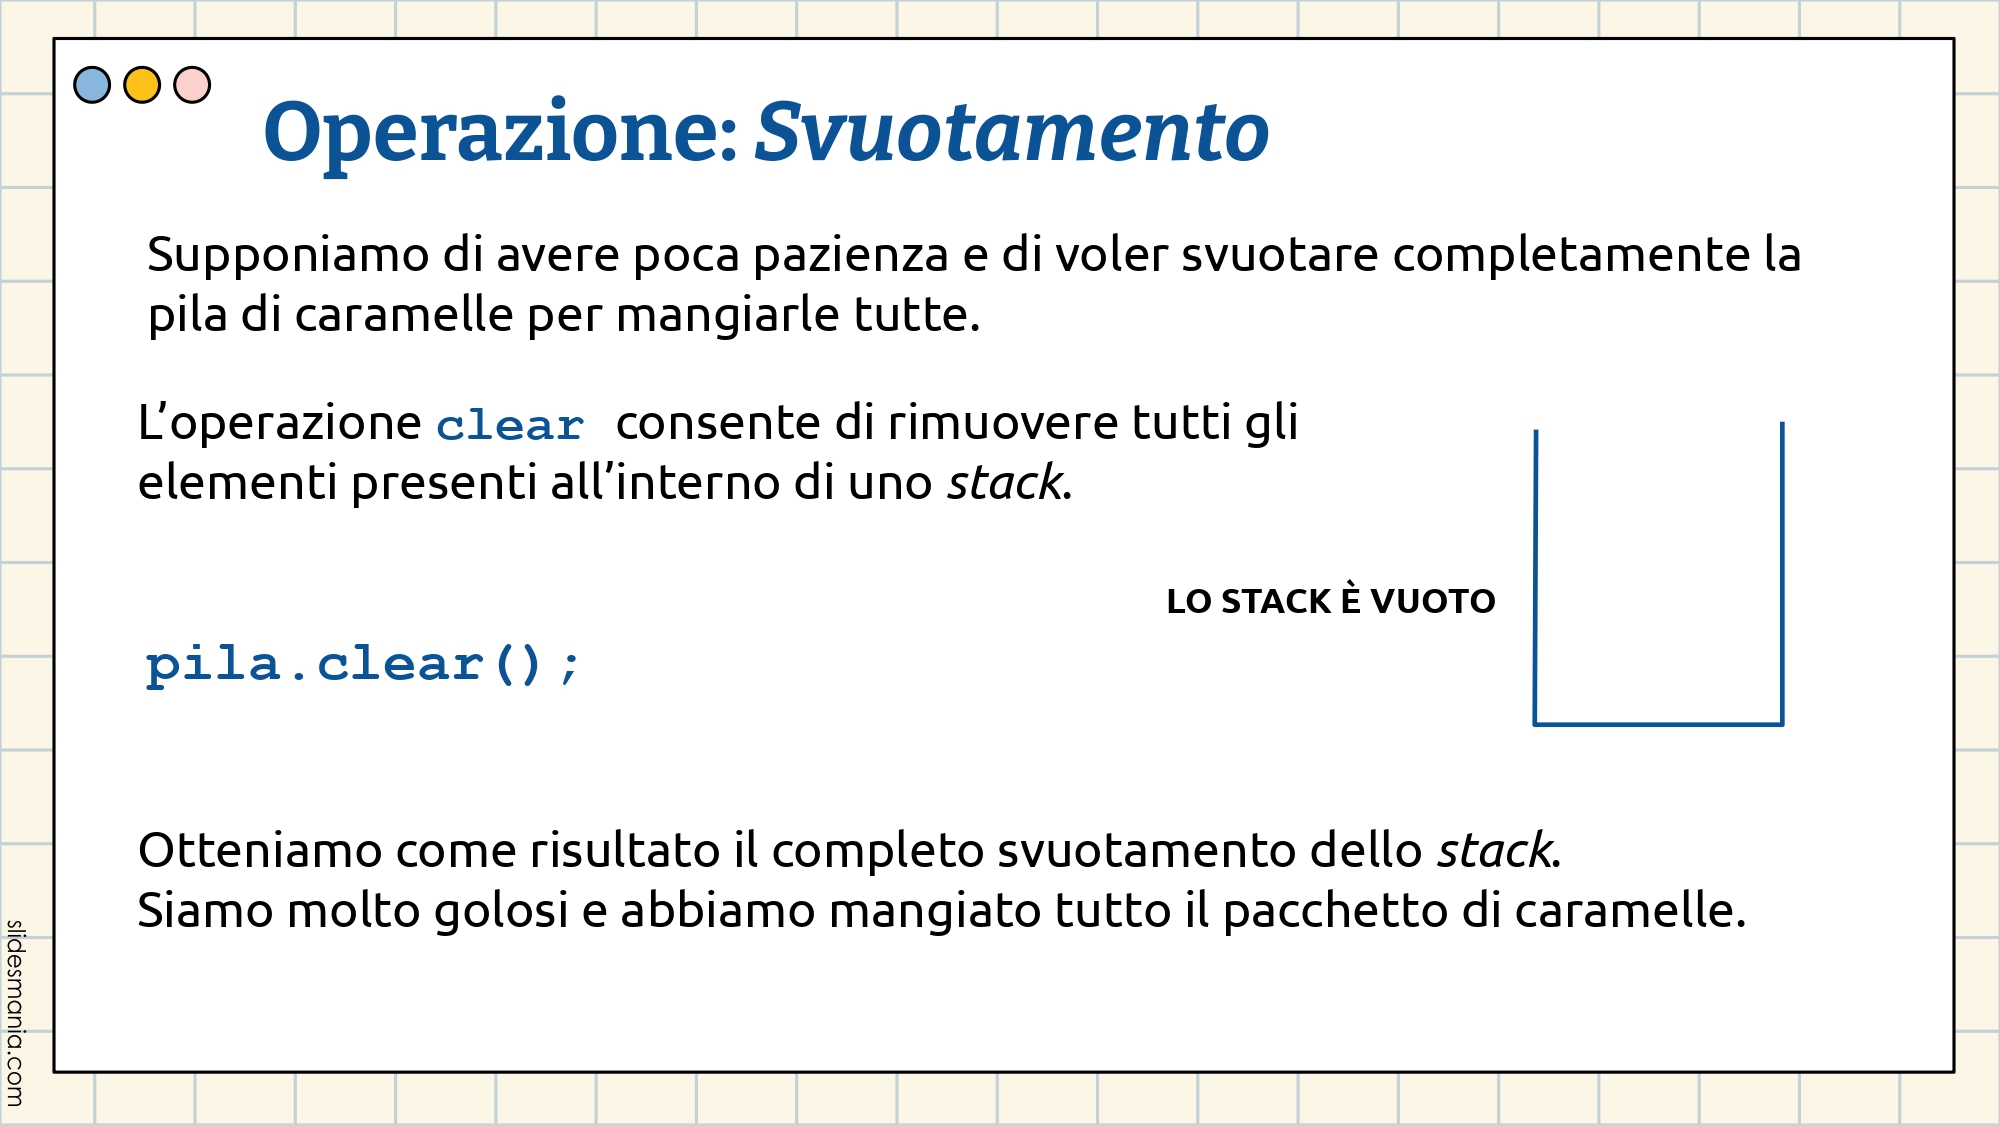 Operazione: Svuotamento
Supponiamo di avere poca pazienza e di voler svuotare completamente la
pila di caramelle per mangiarle tutte.
L’operazione clear consente di rimuovere tutti gli
elementi presenti all’interno di uno stack.
LO STACK È VUOTO
pila.clear();
Otteniamo come risultato il completo svuotamento dello stack.
Siamo molto golosi e abbiamo mangiato tutto il pacchetto di caramelle.
slidesmania.com